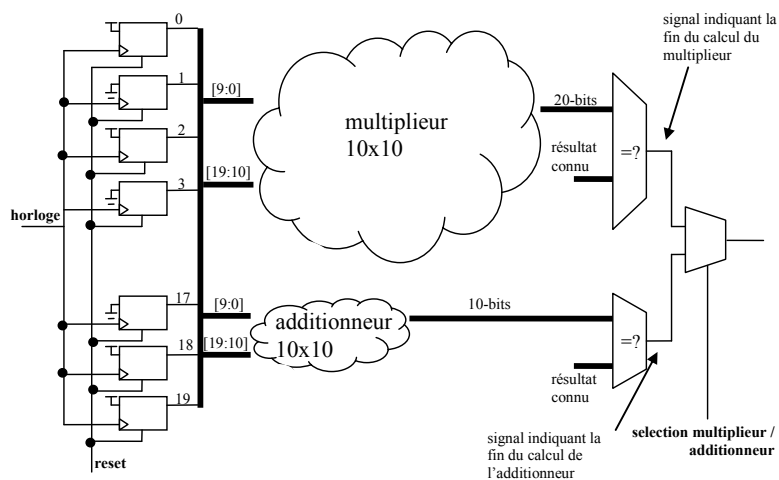 0
1
2
3
17
18
19
horloge
reset
[9:0]
[19:10]
multiplieur
10x10
20-bits
résultat
connu
=?
signal indiquant la
fin du calcul du
multiplieur
[9:0]
[19:10]
additionneur
10x10
10-bits
résultat
connu
=?
signal indiquant la
fin du calcul de
l'additionneur
selection multiplieur /
additionneur